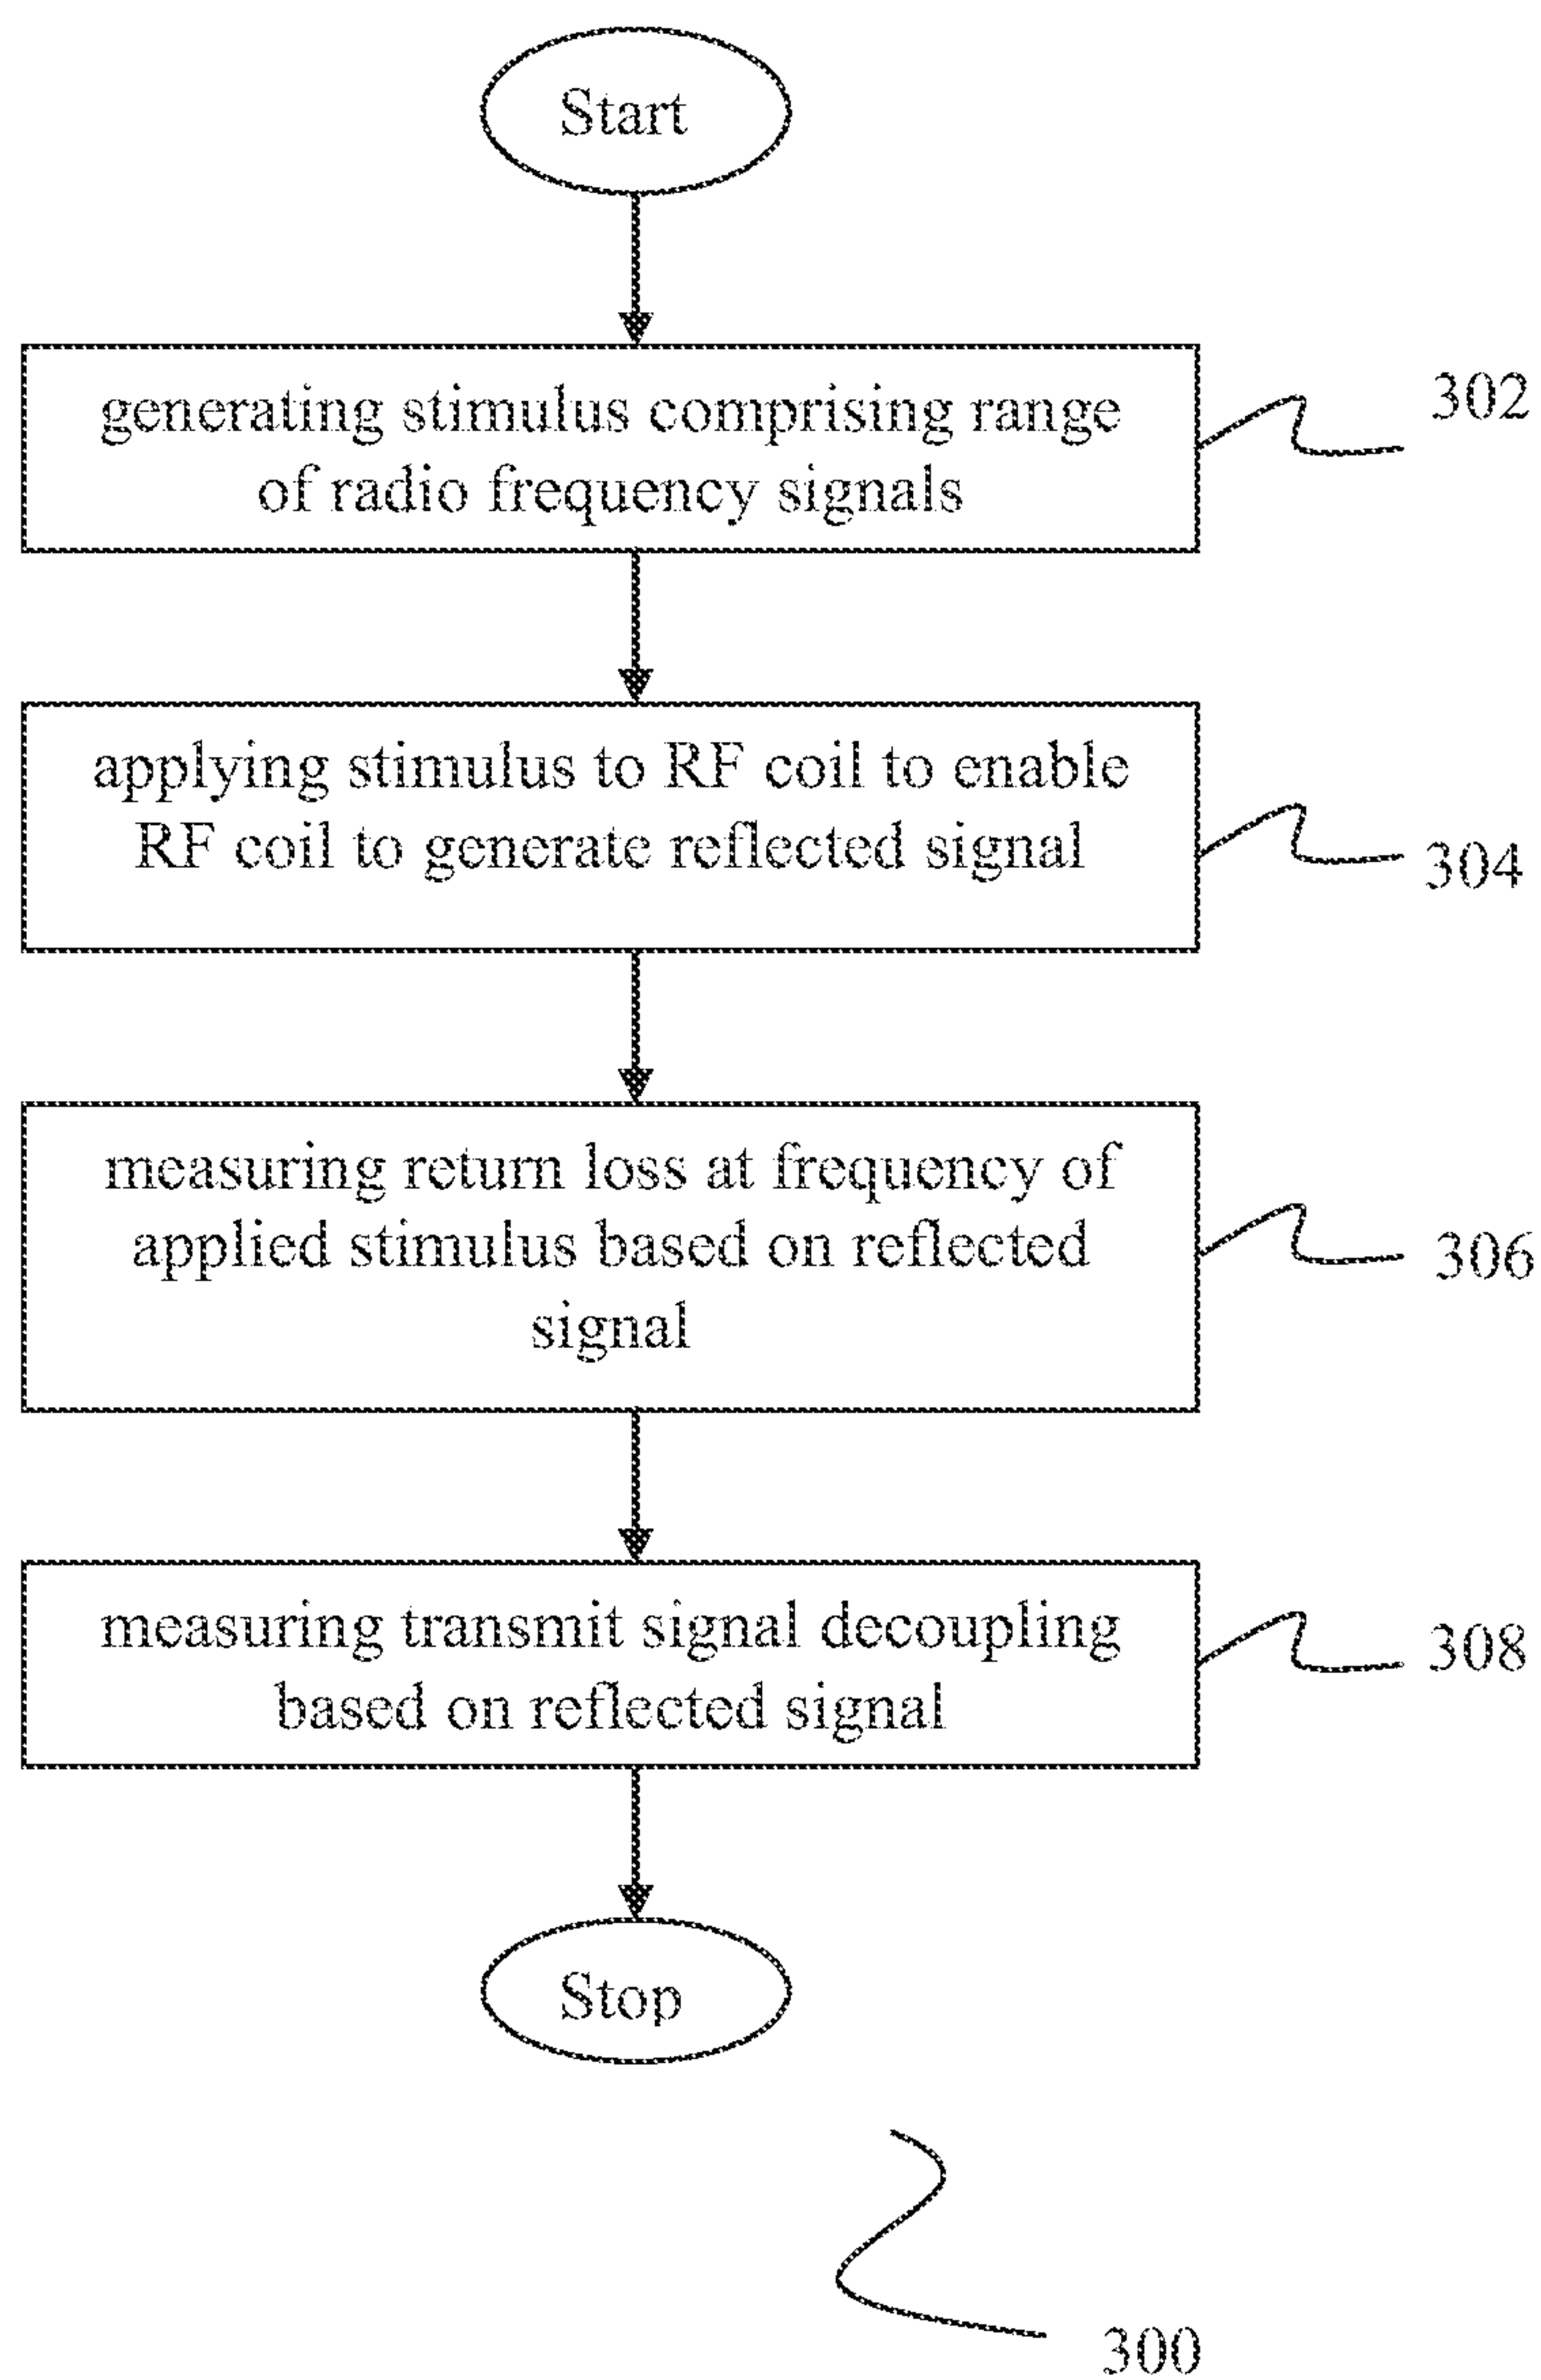 Start
generating stimulus comprising range
of radio frequency signals
302
applying stimulus to RF coil to enable
RF coil to generate reflected signal
304
measuring return loss at frequency of
applied stimulus based on reflected
signal
306
measuring transmit signal decoupling
based on reflected signal
308
Stop
300